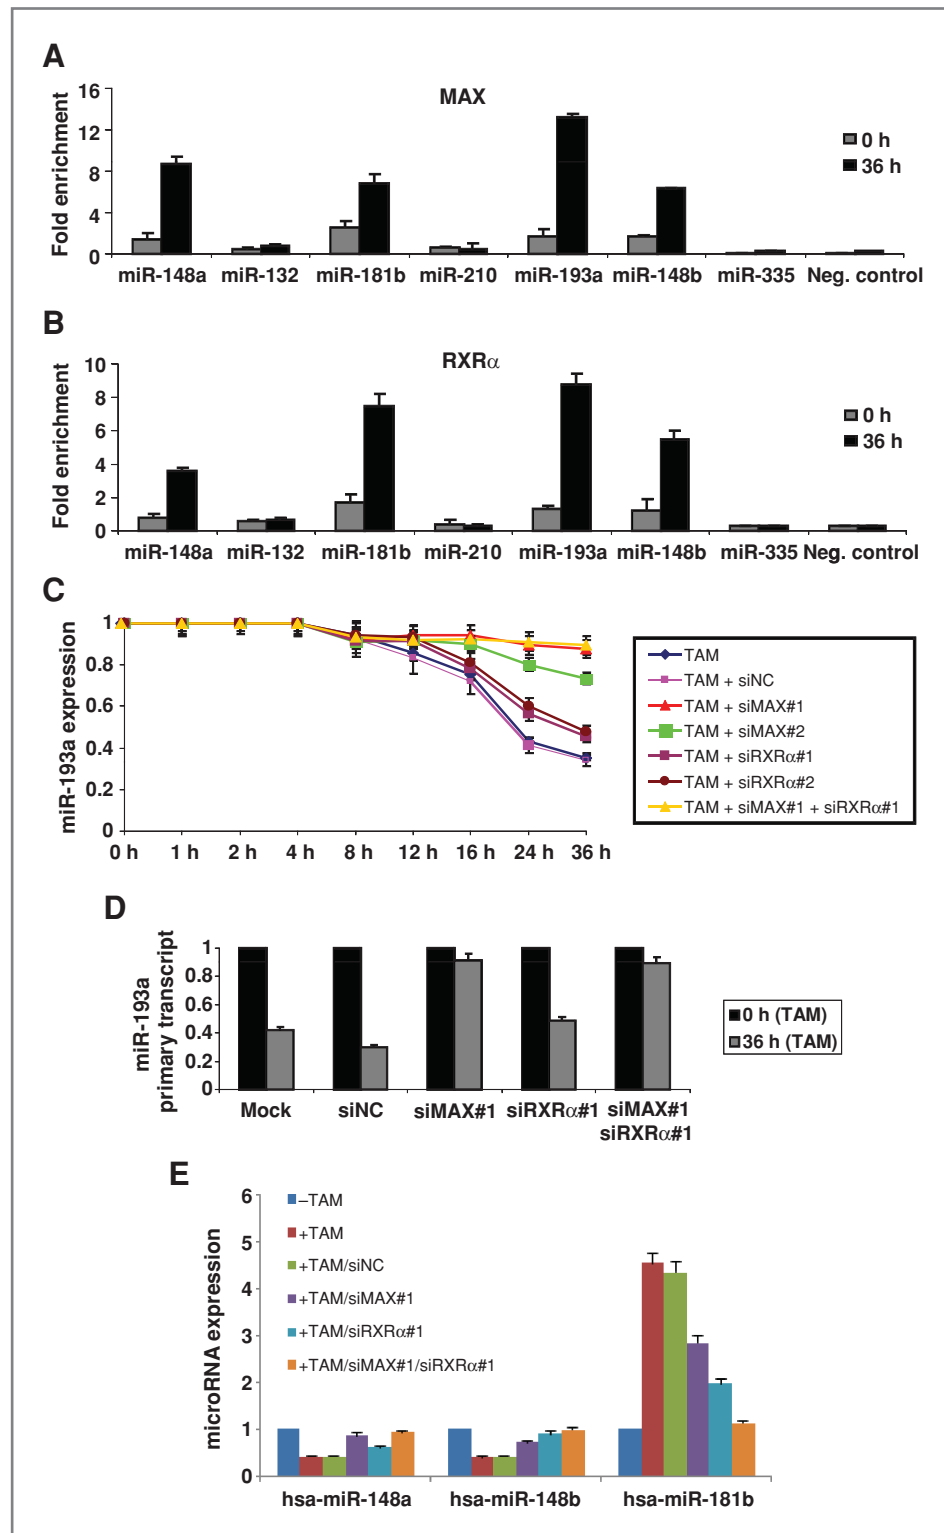 A
MAX
Fold enrichment
16
12
8
4
0
0 h
36 h
miR-148a miR-132 miR-181b miR-210 miR-193a miR-148b miR-335 Neg. control
B
RXRα
Fold enrichment
10
8
6
4
2
0
0 h
36 h
miR-148a miR-132 miR-181b miR-210 miR-193a miR-148b miR-335 Neg. control
C
miR-193a expression
1
0.8
0.6
0.4
0.2
0
0 h 1 h 2 h 4 h 8 h 12 h 16 h 24 h 36 h
TAM
TAM + siNC
TAM + siMAX#1
TAM + siMAX#2
TAM + siRXRα#1
TAM + siRXRα#2
TAM + siMAX#1 + siRXRα#1
D
miR-193a
primary transcript
1
0.8
0.6
0.4
0.2
0
0 h (TAM)
36 h (TAM)
Mock siNC siMAX#1 siRXRα#1 siMAX#1
siRXRα#1
E
microRNA expression
6
5
4
3
2
1
0
–TAM
+TAM
+TAM/siNC
+TAM/siMAX#1
+TAM/siRXRα#1
+TAM/siMAX#1/siRXRα#1
hsa-miR-148a hsa-miR-148b hsa-miR-181b